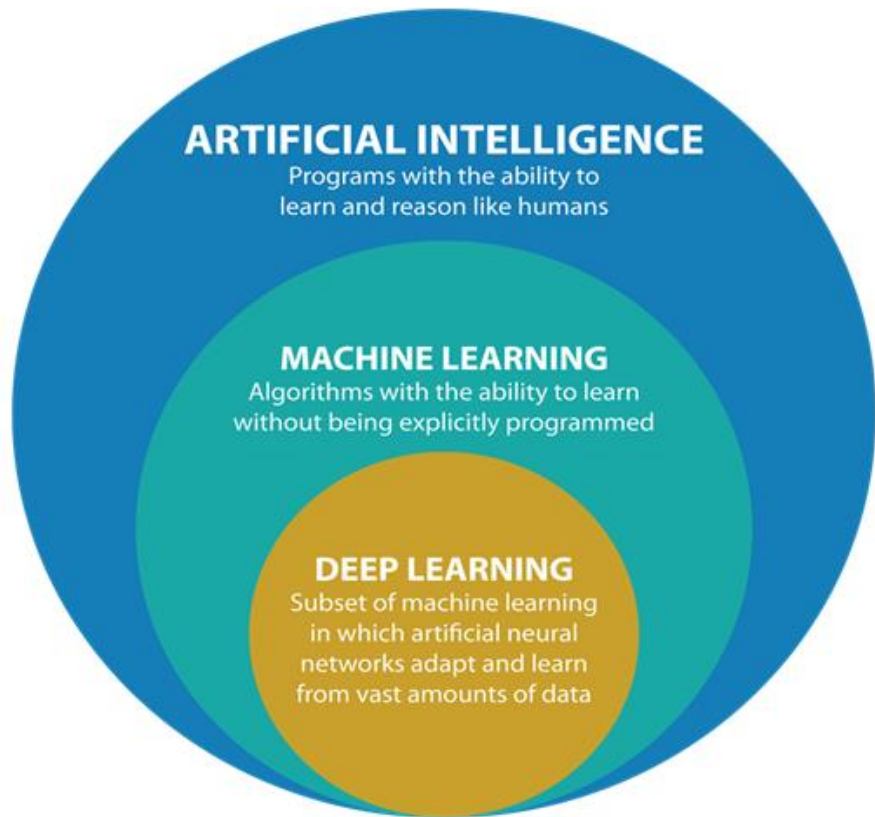 ARTIFICIAL INTELLIGENCE
Programs with the ability to
learn and reason like humans
MACHINE LEARNING
Algorithms with the ability to learn
without being explicitly programmed
DEEP LEARNING
Subset of machine learning
in which artificial neural
networks adapt and learn
from vast amounts of data